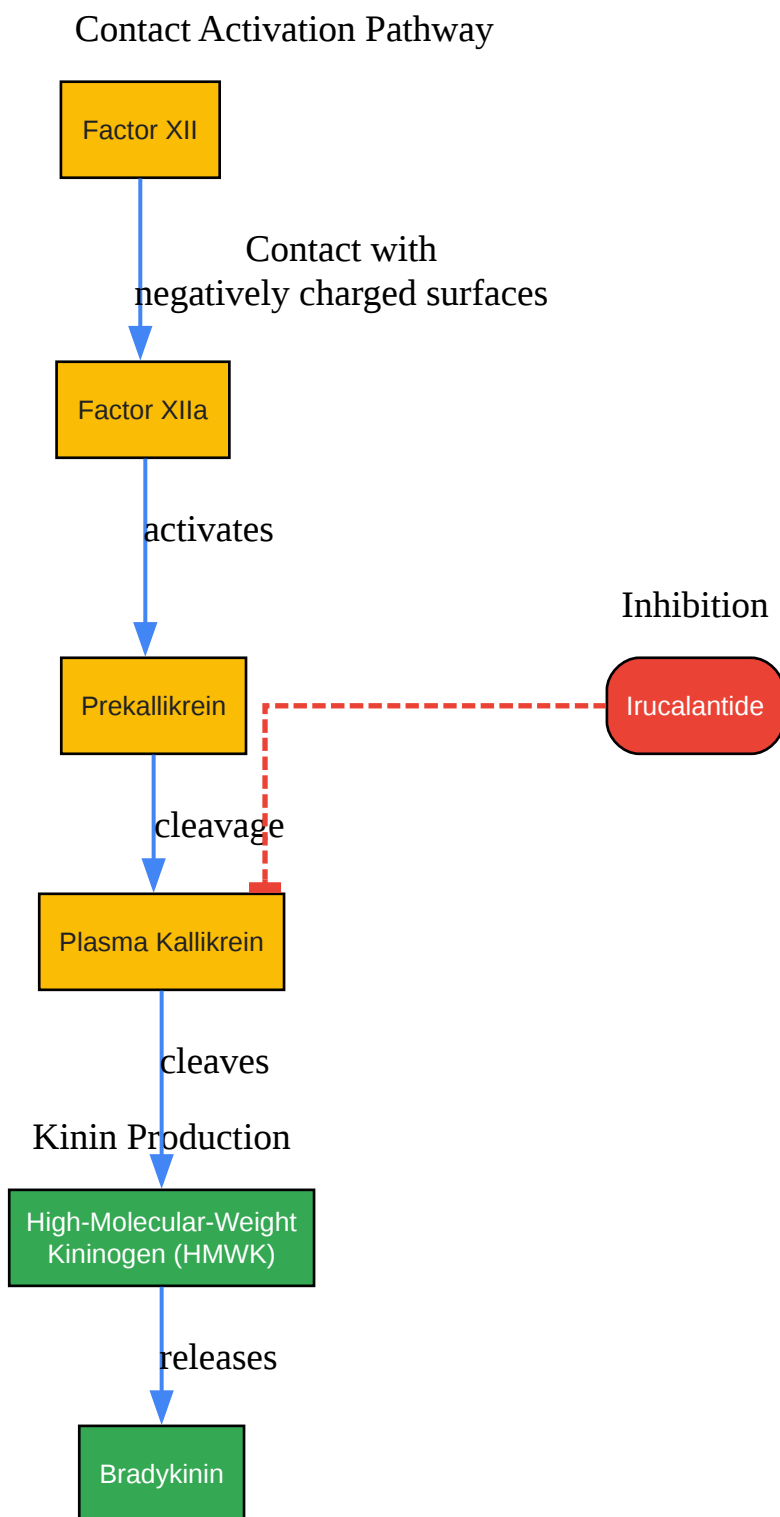 Contact Activation Pathway
Factor XII
Contact with
negatively charged surfaces
Factor XIIa
activates
Inhibition
Prekallikrein
Irucalantide
cleavage
Plasma Kallikrein
cleaves
Kinin Production
High-Molecular-Weight
Kininogen (HMWK)
releases
Bradykinin